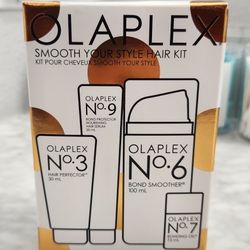 OLAPLEX
SMOOTH YOUR STYLE HAIR KIT
KIT POUR CHEVEUX SMOOTH YOUR STYLE
OLAPLEX
Nº.9
BOND PROTECTOR
NOURISHING
HAIR SERUM
20 mL
OLAPLEX
Nº.3
HAIR PERFECTOR
30 mL
OLAPLEX
Nº.6
BOND SMOOTHER®
100 mL
OLAPLEX
Nº.7
BONDING OIL